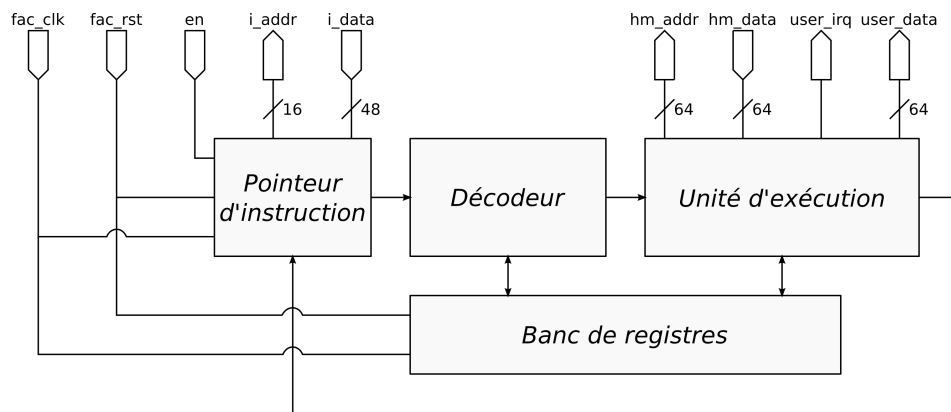 fac_clk fac_rst en i_addr i_data hm_addr hm_data user_irq user_data
16 48 64 64 64
Pointeur
d'instruction
Décodeur
Unité d'exécution
Banc de registres